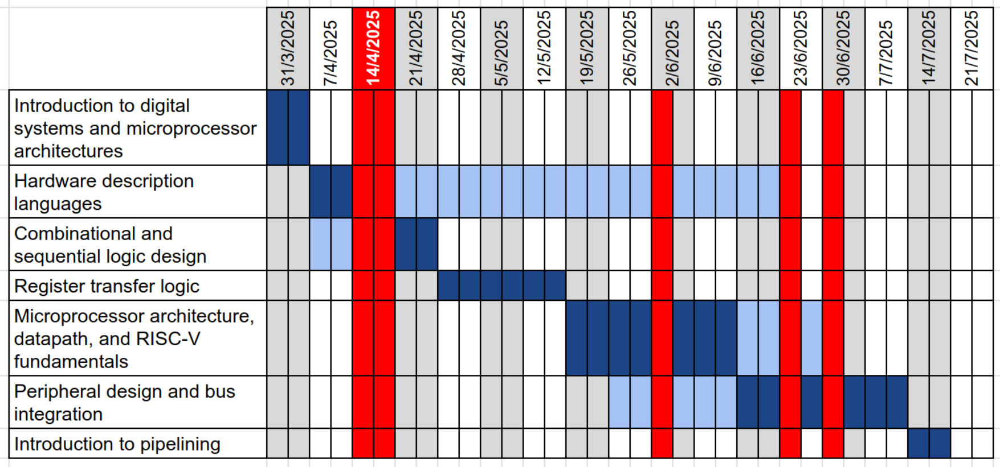 31/3/2025
7/4/2025
14/4/2025
21/4/2025
28/4/2025
5/5/2025
12/5/2025
19/5/2025
26/5/2025
2/6/2025
9/6/2025
16/6/2025
23/6/2025
30/6/2025
7/7/2025
14/7/2025
21/7/2025
Introduction to digital
systems and microprocessor
architectures
Hardware description
languages
Combinational and
sequential logic design
Register transfer logic
Microprocessor architecture,
datapath, and RISC-V
fundamentals
Peripheral design and bus
integration
Introduction to pipelining